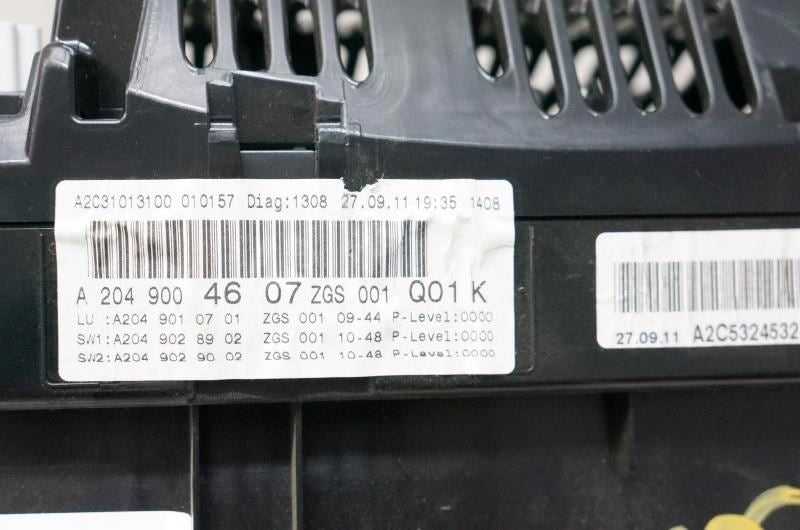 A2C31013100 010157 Diag:1308 27.09.11 19:35 1408
A 204 900 46 07 ZGS 001 Q01 K
LU :A204 901 07 01 ZGS 001 09-44 P-Level:0000
SW1:A204 902 89 02 ZGS 001 10-48 P-Level:0000
SW2:A204 902 90 02 ZGS 001 10-48 P-Level:0000
27.09.11 A2C5324532